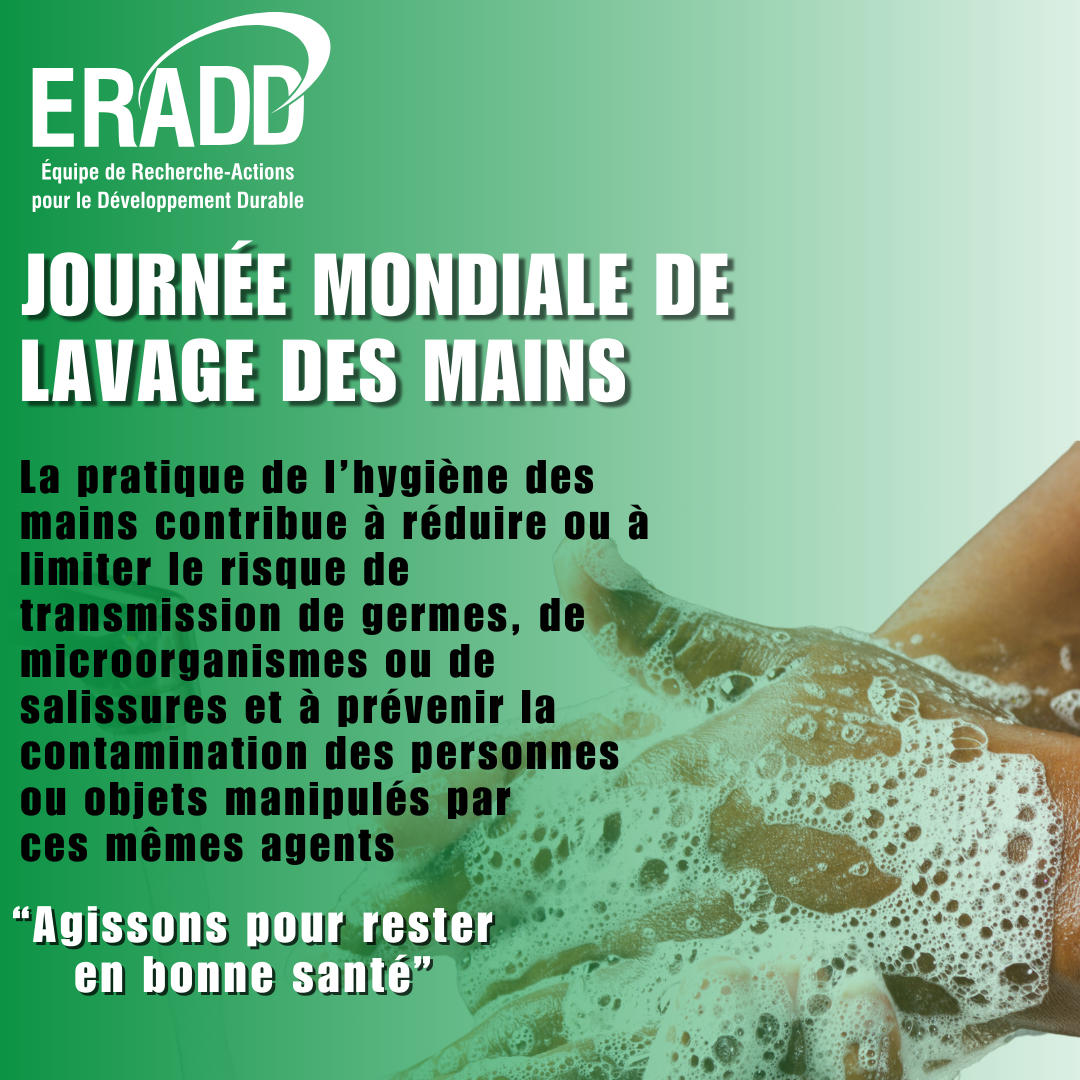 ERADD
Équipe de Recherche-Actions
pour le Développement Durable
JOURNÉE MONDIALE DE
LAVAGE DES MAINS
La pratique de l’hygiène des
mains contribue à réduire ou à
limiter le risque de
transmission de germes, de
microorganismes ou de
salissures et à prévenir la
contamination des personnes
ou objets manipulés par
ces mêmes agents
“Agissons pour rester
en bonne santé”